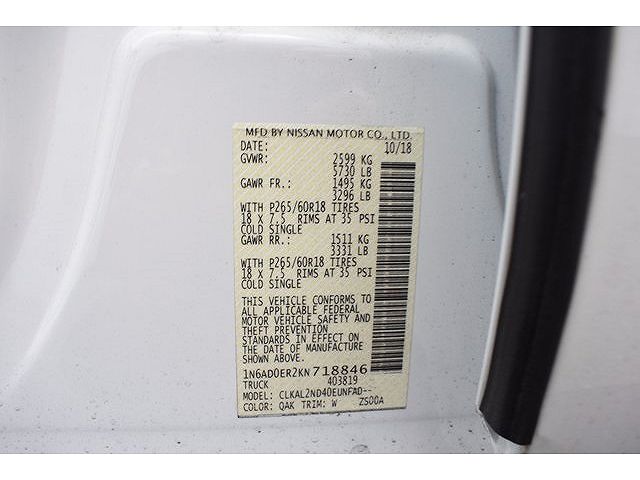 MFD BY NISSAN MOTOR CO., LTD.
DATE: 10/18
GVWR: 2599 KG
5730 LB
GAWR FR.: 1495 KG
3296 LB
WITH P265/60R18 TIRES
18 X 7.5 RIMS AT 35 PSI
COLD SINGLE
GAWR RR.: 1511 KG
3331 LB
WITH P265/60R18 TIRES
18 X 7.5 RIMS AT 35 PSI
COLD SINGLE
THIS VEHICLE CONFORMS TO
ALL APPLICABLE FEDERAL
MOTOR VEHICLE SAFETY AND
THEFT PREVENTION
STANDARDS IN EFFECT ON
THE DATE OF MANUFACTURE
SHOWN ABOVE.
1N6AD0ER2KN718846
TRUCK 403819
MODEL: CLKAL2ND40EUNFAD--
COLOR: QAK TRIM: W ZS00A